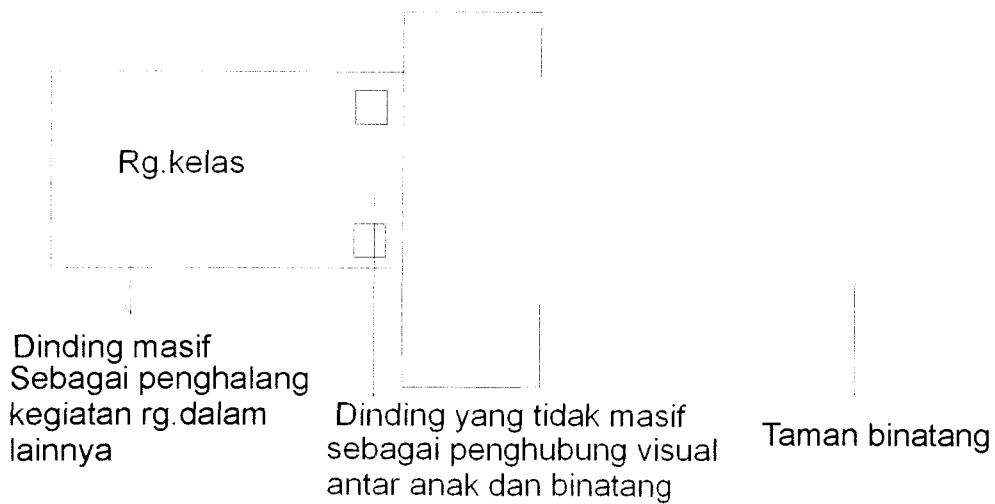 Rg.kelas
Dinding masif
Sebagai penghalang
kegiatan rg.dalam
lainnya
Dinding yang tidak masif
sebagai penghubung visual
antar anak dan binatang
Taman binatang